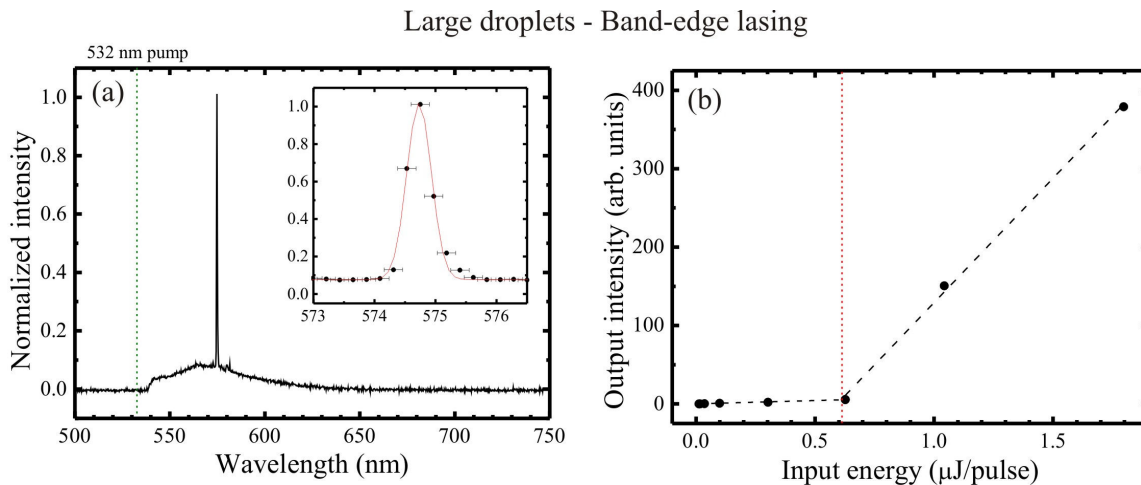 Large droplets - Band-edge lasing
532 nm pump
(a)
Normalized intensity
1.0
0.8
0.6
0.4
0.2
0.0
500 550 600 650 700 750
Wavelength (nm)
1.0
0.8
0.6
0.4
0.2
0.0
573 574 575 576
(b)
Output intensity (arb. units)
400
300
200
100
0
0.0 0.5 1.0 1.5
Input energy (μJ/pulse)